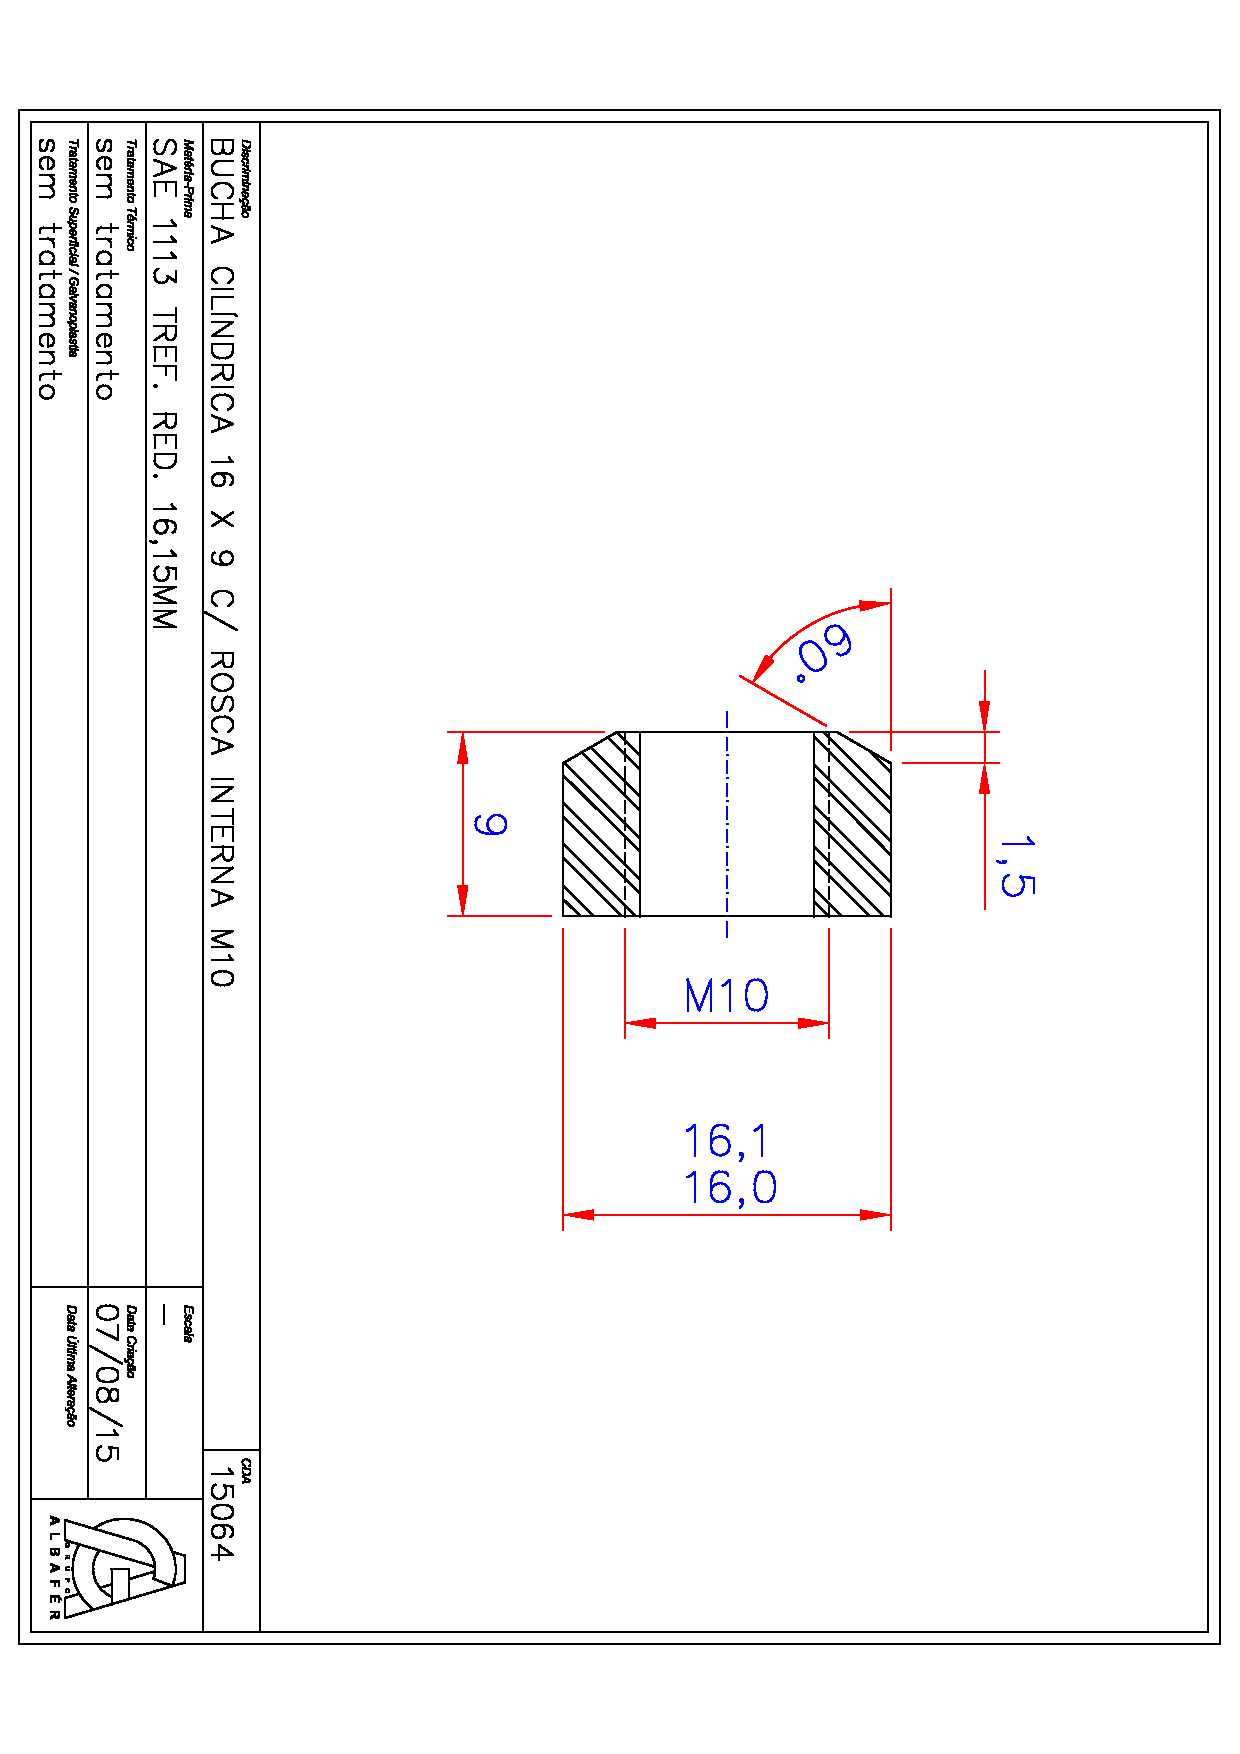 60°
1,5
9
M10
16,1
16,0
Discriminação
BUCHA CILÍNDRICA 16 X 9 C/ ROSCA INTERNA M10
CDA
15064
Matéria-Prima
SAE 1113 TREF. RED. 16,15MM
Escala
–
Tratamento Térmico
sem tratamento
Data Criação
07/08/15
Tratamento Superficial / Galvanoplastia
sem tratamento
Data Última Alteração
GRUPO
ALBAFÉR